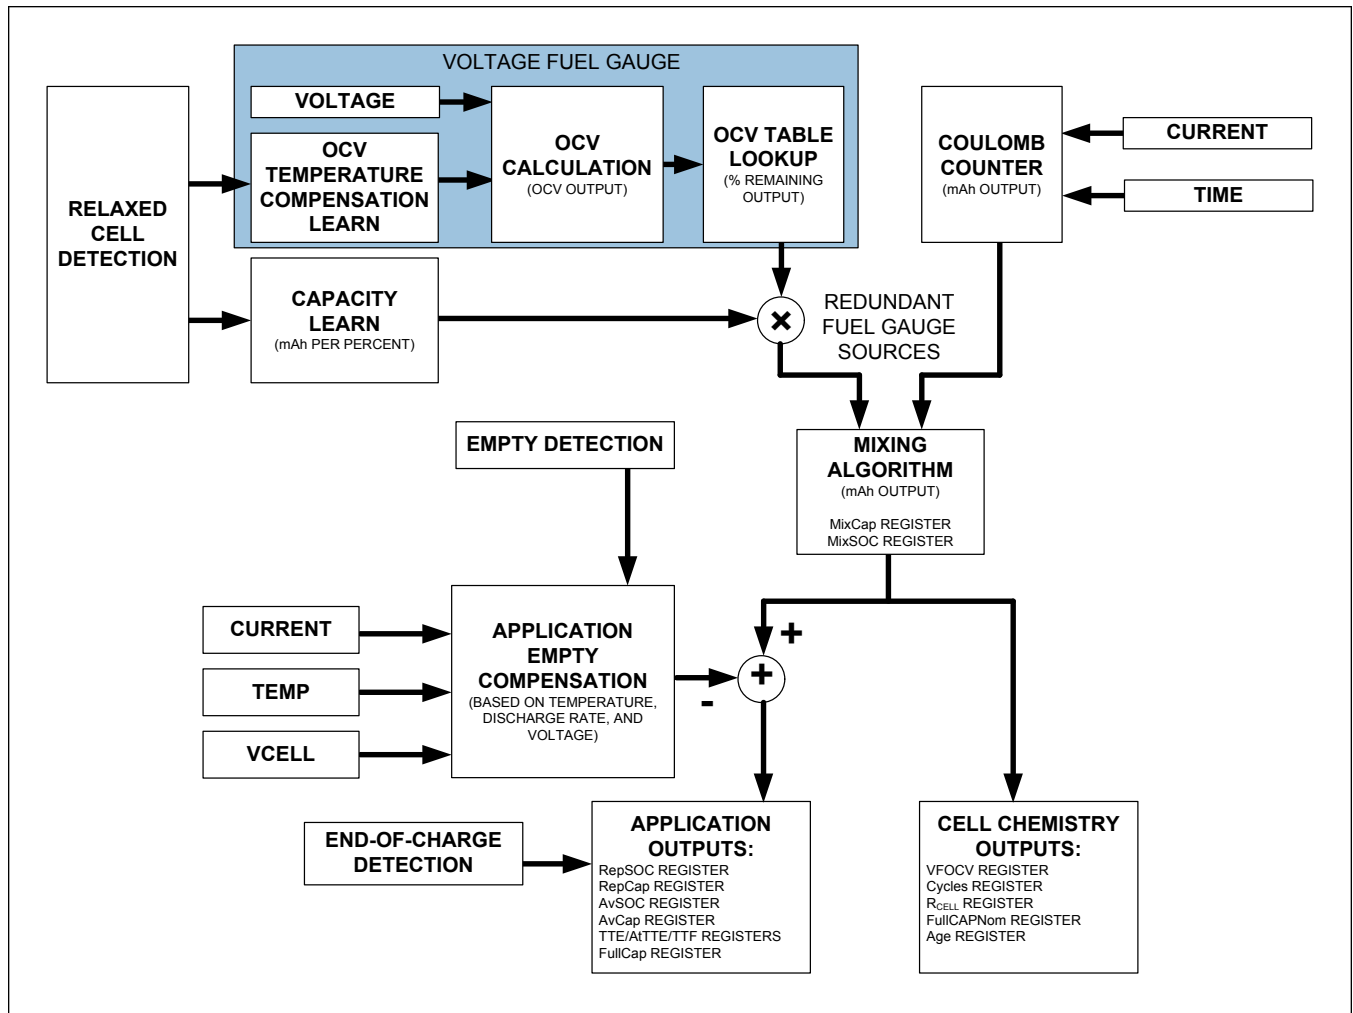 VOLTAGE FUEL GAUGE
VOLTAGE
OCV
TEMPERATURE
COMPENSATION
LEARN
OCV
CALCULATION
(OCV OUTPUT)
OCV TABLE
LOOKUP
(% REMAINING
OUTPUT)
COULOMB
COUNTER
(mAh OUTPUT)
CURRENT
TIME
RELAXED
CELL
DETECTION
CAPACITY
LEARN
(mAh PER PERCENT)
×
REDUNDANT
FUEL GAUGE
SOURCES
EMPTY DETECTION
MIXING
ALGORITHM
(mAh OUTPUT)
MixCap REGISTER
MixSOC REGISTER
CURRENT
TEMP
VCELL
APPLICATION
EMPTY
COMPENSATION
(BASED ON TEMPERATURE,
DISCHARGE RATE, AND
VOLTAGE)
+
+
-
END-OF-CHARGE
DETECTION
APPLICATION
OUTPUTS:
RepSOC REGISTER
RepCap REGISTER
AvSOC REGISTER
AvCap REGISTER
TTE/AtTTE/TTF REGISTERS
FullCap REGISTER
CELL CHEMISTRY
OUTPUTS:
VFOCV REGISTER
Cycles REGISTER
RCELL REGISTER
FullCAPNom REGISTER
Age REGISTER